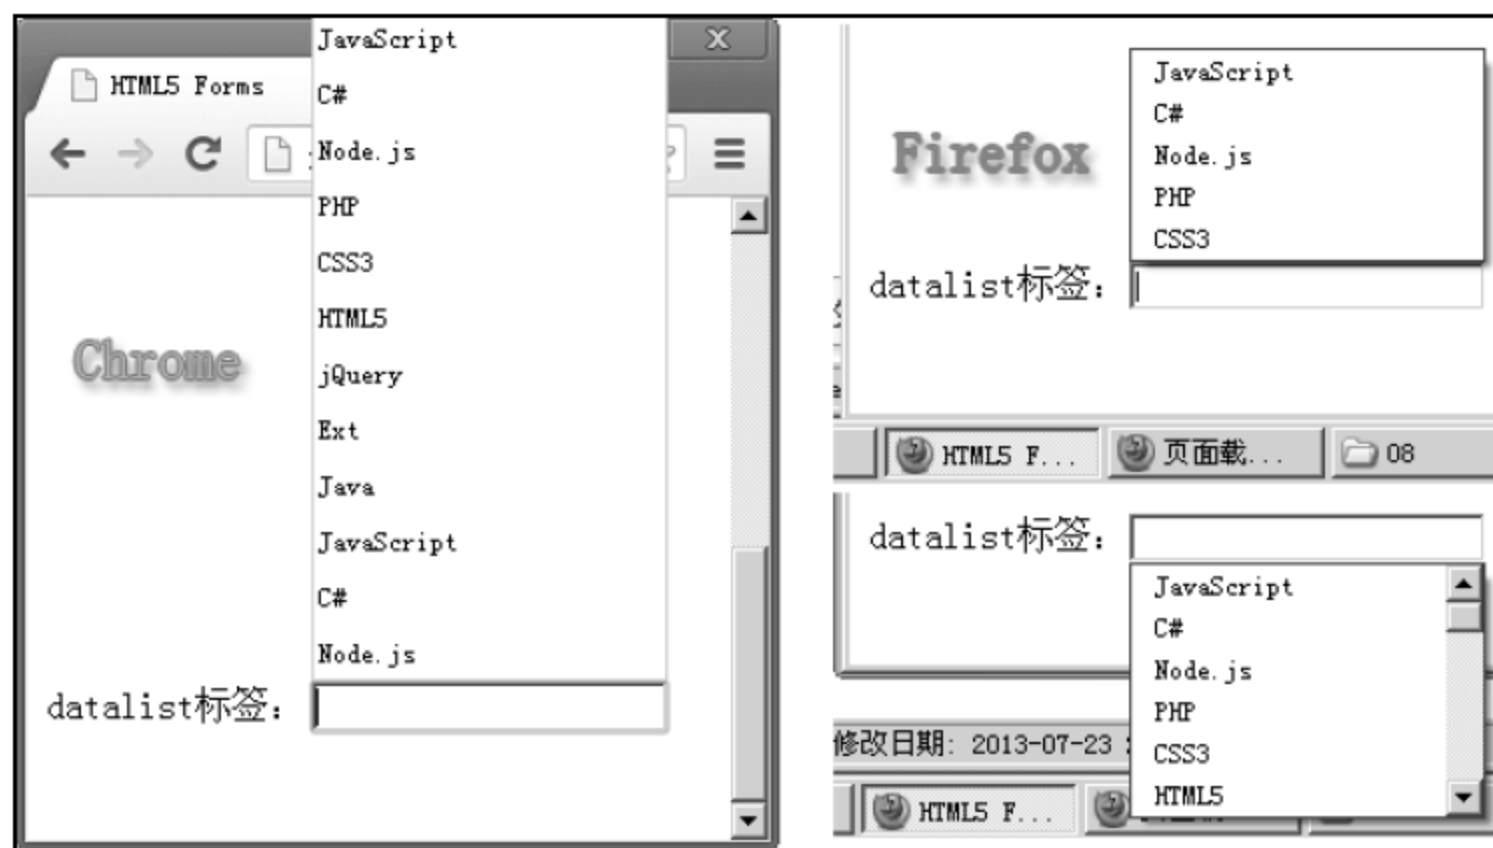 JavaScript
HTML5 Forms
C#
Node.js
PHP
CSS3
HTML5
Chrome
jQuery
Ext
Java
JavaScript
C#
Node.js
datalist标签：
JavaScript
C#
Firefox
Node.js
PHP
CSS3
datalist标签：
HTML5 F...
页面载...
08
datalist标签：
JavaScript
C#
Node.js
PHP
修改日期: 2013-07-23
CSS3
HTML5
HTML5 F...